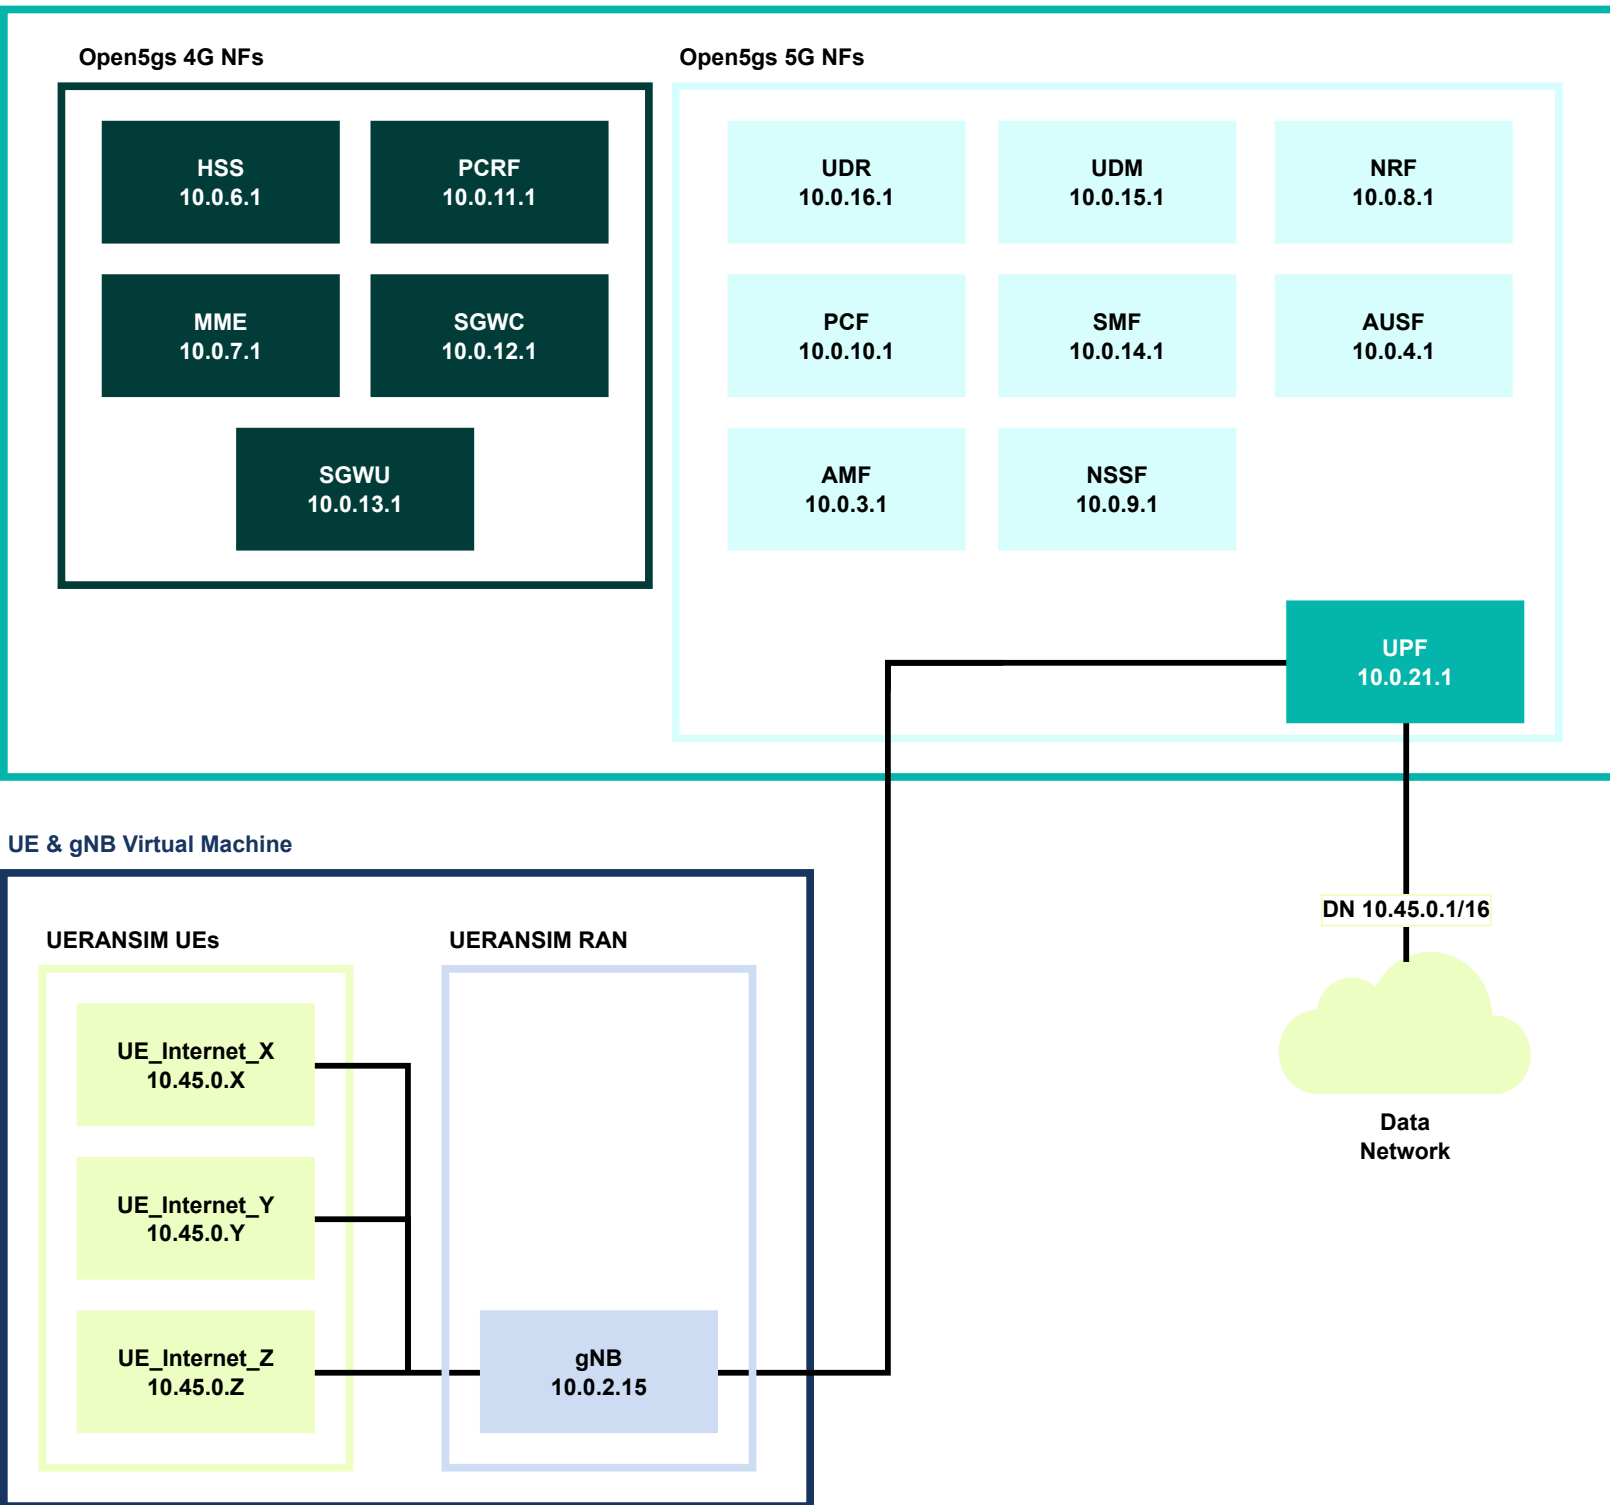 Open5gs 4G NFs
HSS
10.0.6.1
PCRF
10.0.11.1
MME
10.0.7.1
SGWC
10.0.12.1
SGWU
10.0.13.1
Open5gs 5G NFs
UDR
10.0.16.1
UDM
10.0.15.1
NRF
10.0.8.1
PCF
10.0.10.1
SMF
10.0.14.1
AUSF
10.0.4.1
AMF
10.0.3.1
NSSF
10.0.9.1
UPF
10.0.21.1
DN 10.45.0.1/16
Data
Network
UE & gNB Virtual Machine
UERANSIM UEs
UE_Internet_X
10.45.0.X
UE_Internet_Y
10.45.0.Y
UE_Internet_Z
10.45.0.Z
UERANSIM RAN
gNB
10.0.2.15